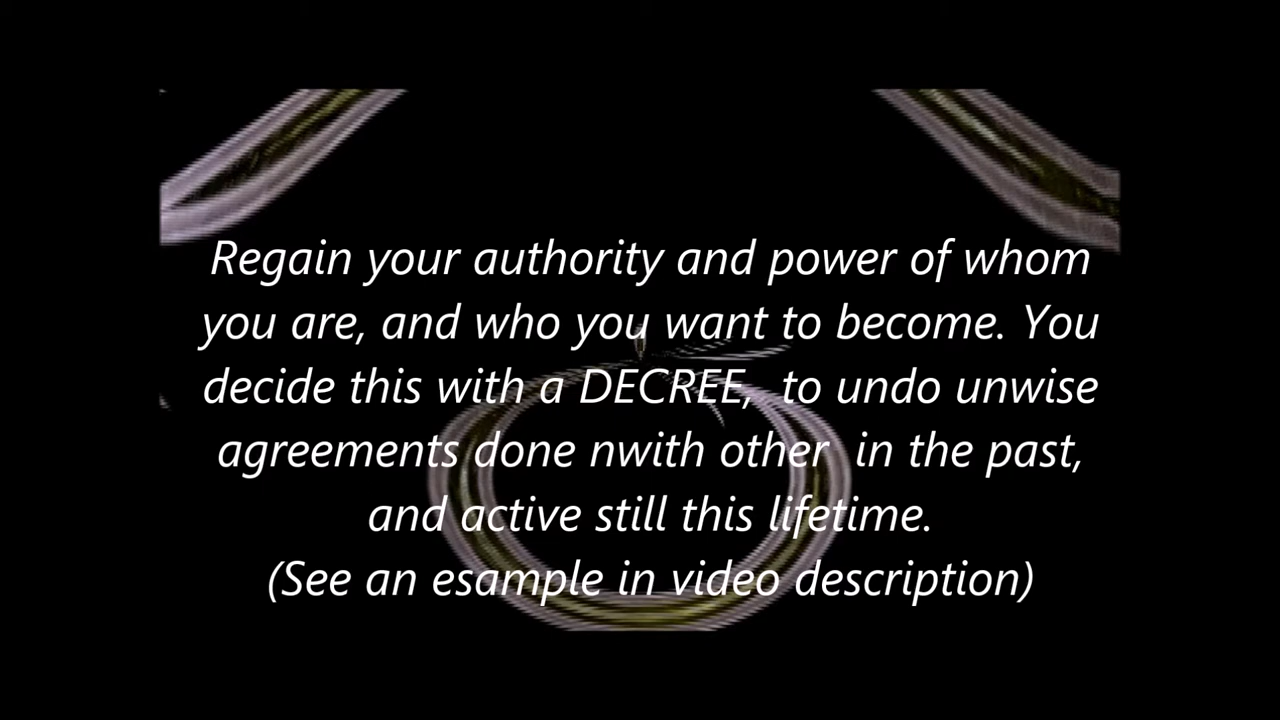 Regain your authority and power of whom
you are, and who you want to become. You
decide this with a DECREE,  to undo unwise
agreements done nwith other  in the past,
and active still this lifetime.
(See an esample in video description)